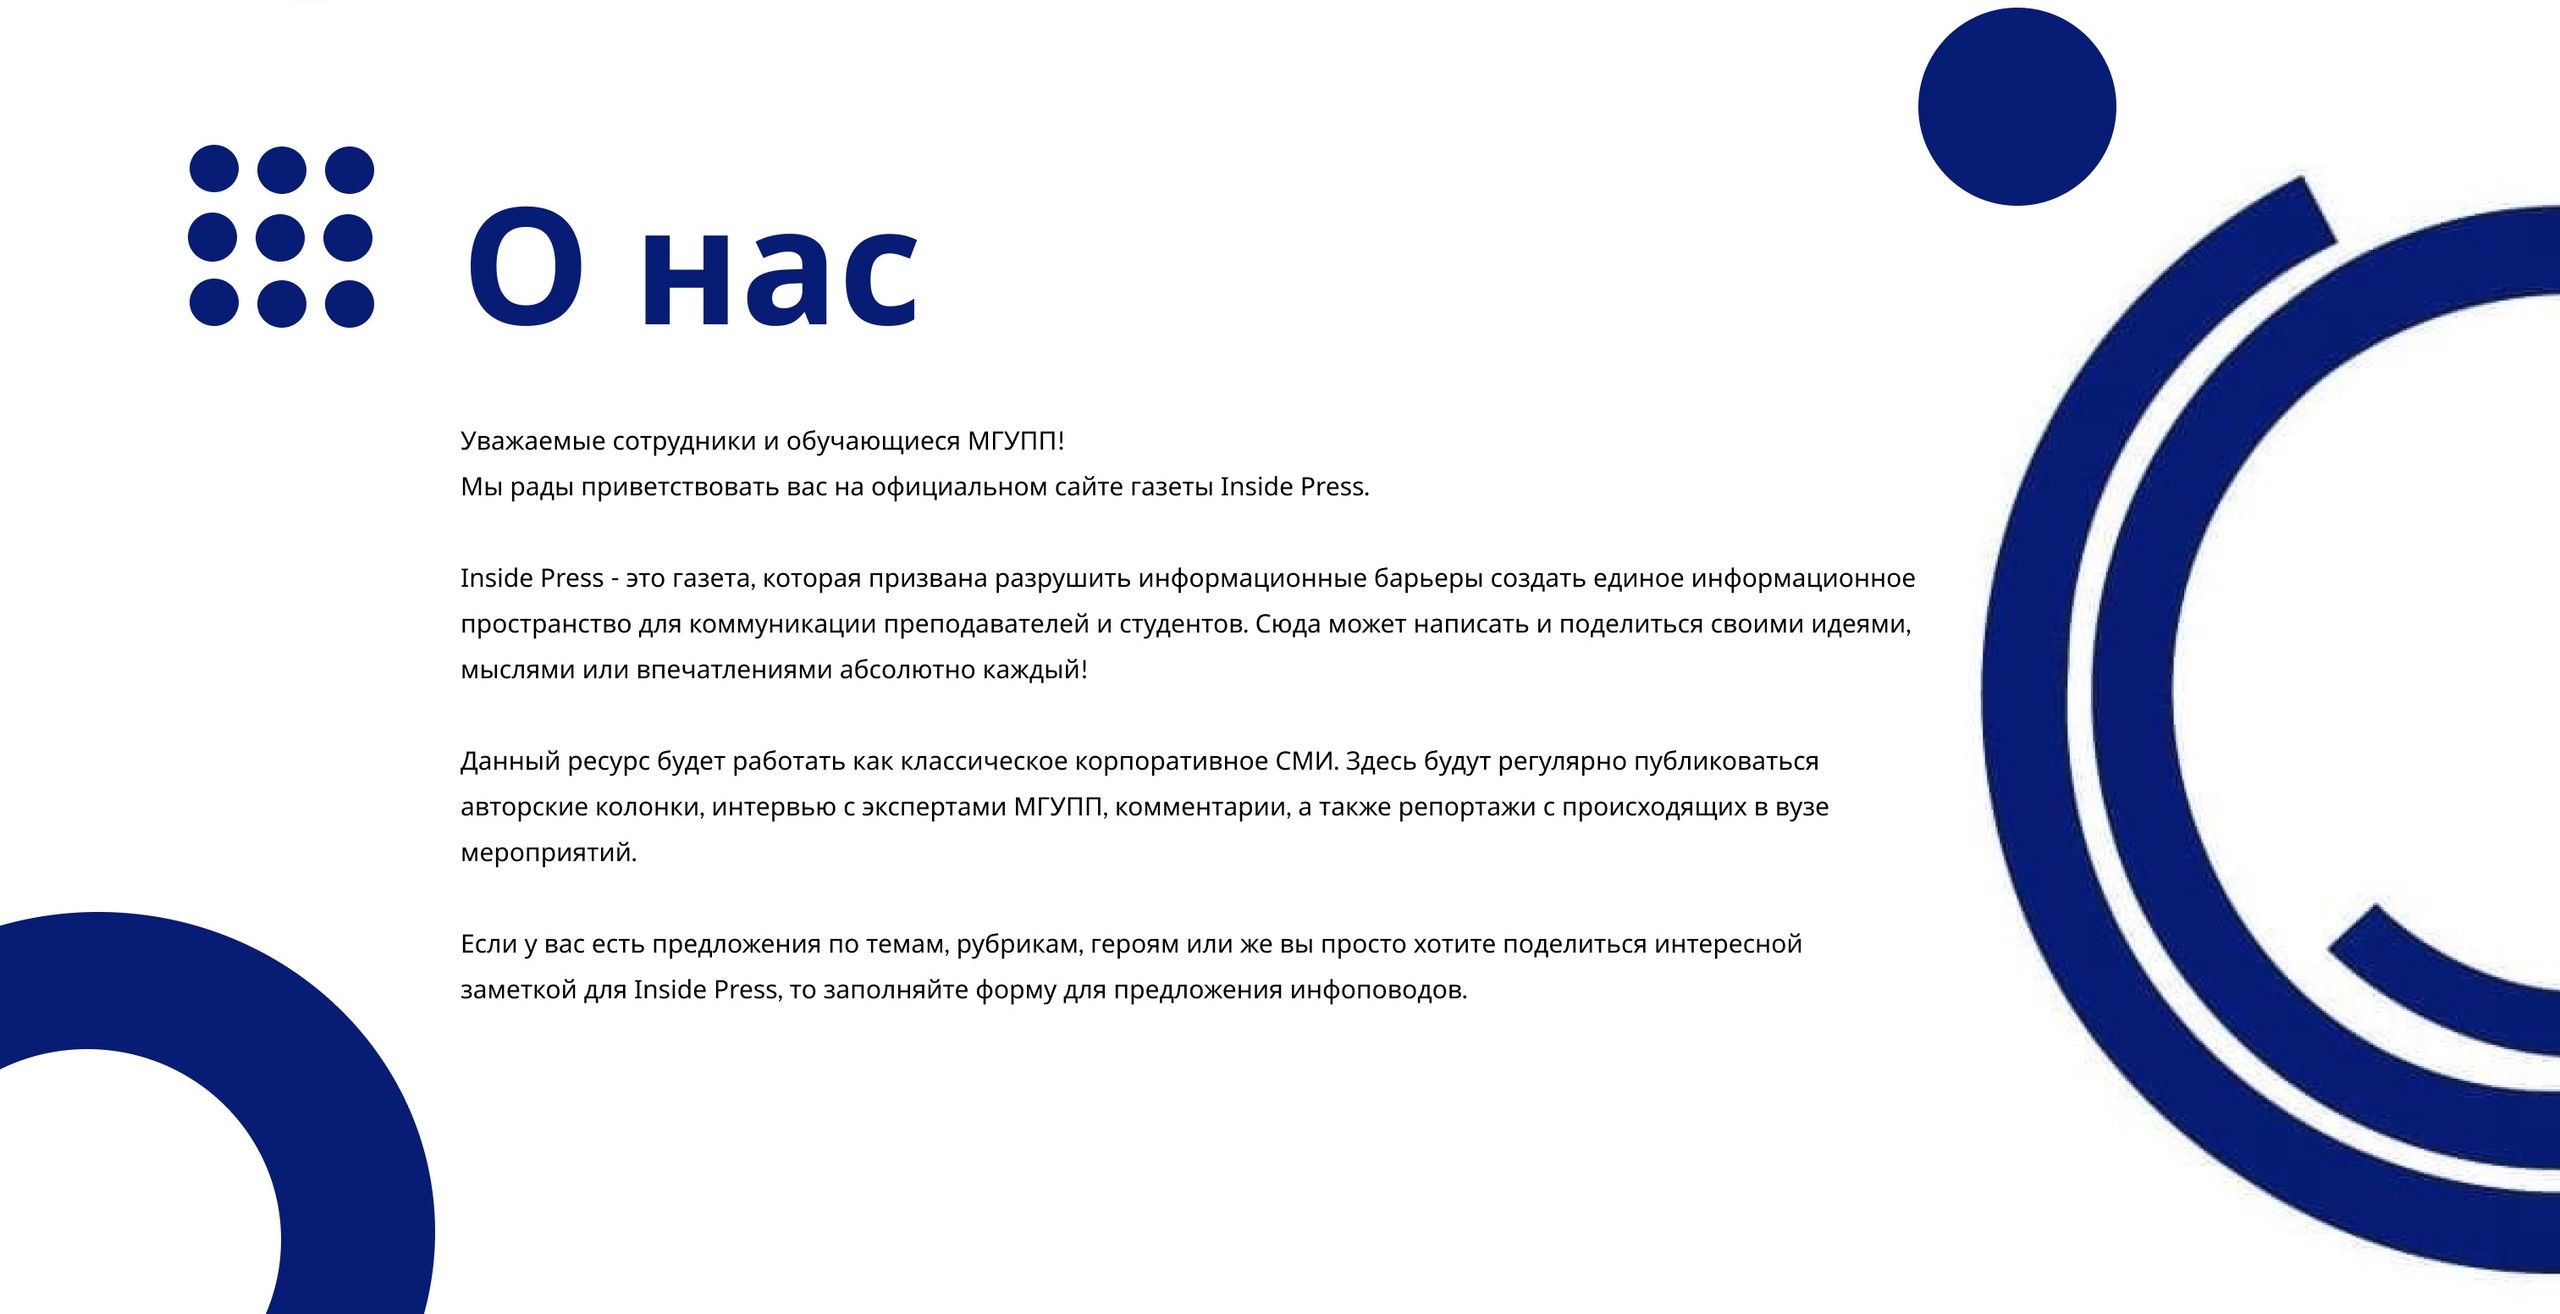 О нас
Уважаемые сотрудники и обучающиеся МГУПП!
Мы рады приветствовать вас на официальном сайте газеты Inside Press.
Inside Press - это газета, которая призвана разрушить информационные барьеры создать единое информационное
пространство для коммуникации преподавателей и студентов. Сюда может написать и поделиться своими идеями,
мыслями или впечатлениями абсолютно каждый!
Данный ресурс будет работать как классическое корпоративное СМИ. Здесь будут регулярно публиковаться
авторские колонки, интервью с экспертами МГУПП, комментарии, а также репортажи с происходящих в вузе
мероприятий.
Если у вас есть предложения по темам, рубрикам, героям или же вы просто хотите поделиться интересной
заметкой для Inside Press, то заполняйте форму для предложения инфоповодов.